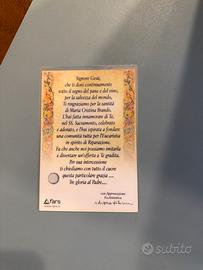 Signore Gesù,
che ti doni continuamente
sotto il segno del pane e del vino,
per la salvezza del mondo,
Ti ringraziamo per la santità
di Maria Cristina Brando.
L'hai fatta innamorare di Te,
nel SS. Sacramento, celebrato
e adorato, e l'hai ispirata a fondare
una comunità tutta per l'Eucaristia
in spirito di Riparazione.
Fa che anche noi possiamo imitarla
e diventare un'offerta a Te gradita.
Per sua intercessione
ti chiediamo con tutto il cuore
questa particolare grazia ....
Tre gloria al Padre....
con Approvazione
Ecclesiastica
fars
subito